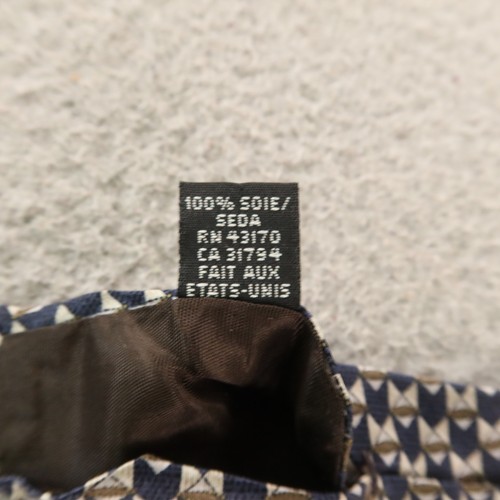 100% SOIE/
SEDA
RN 43170
CA 31794
FAIT AUX
ETATS-UNIS